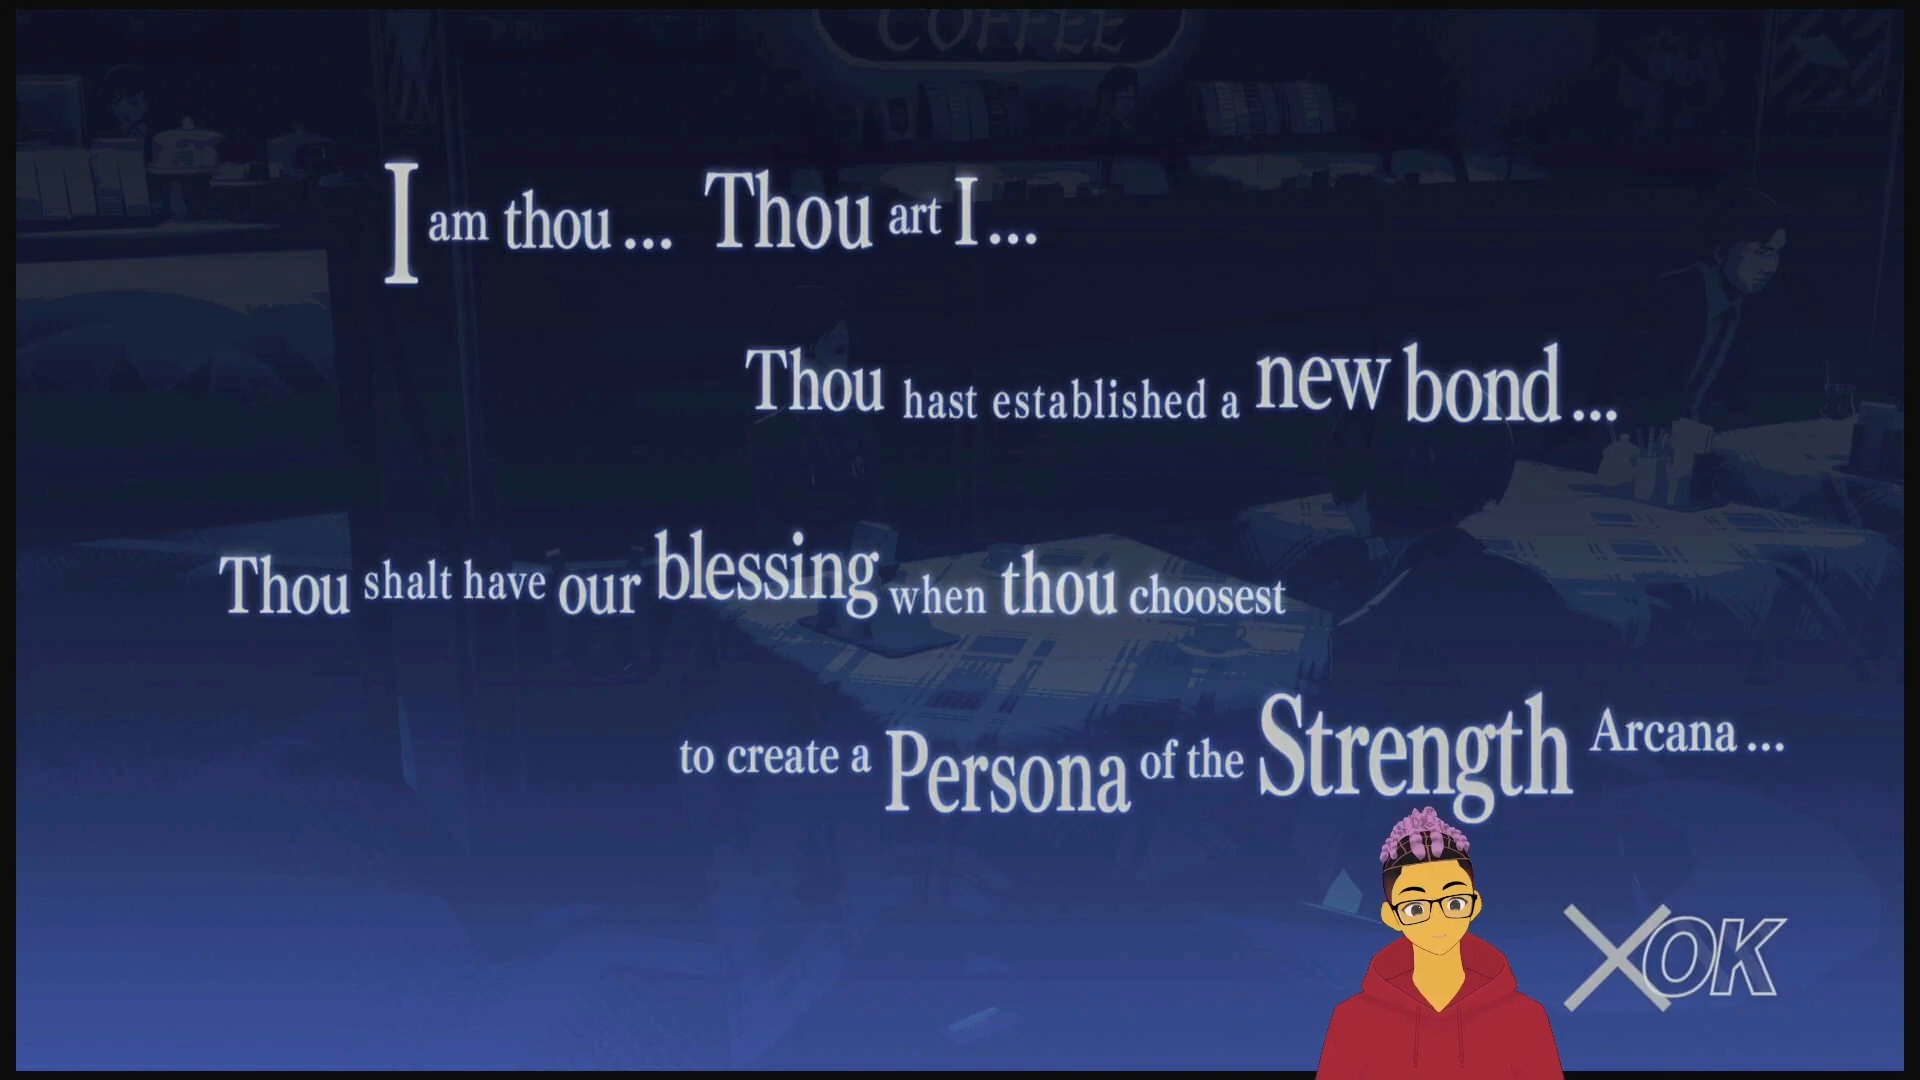 COFFEE
I am thou... Thou art I...
Thou hast established a new bond...
Thou shalt have our blessing when thou choosest
to create a Persona of the Strength Arcana...
OK